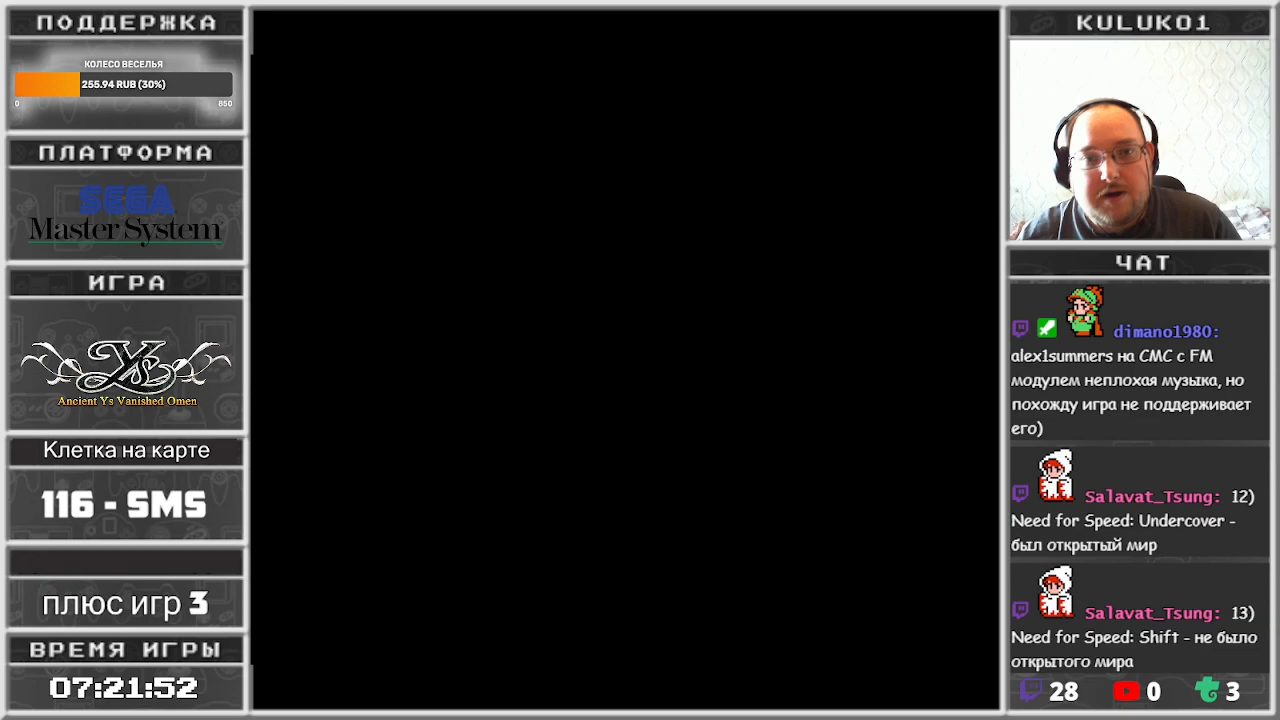 ПОДДЕРЖКА
КОЛЕСО ВЕСЕЛЬЯ
255.94 RUB (30%)
0 850
ПЛАТФОРМА
SEGA
Master System
ИГРА
Ys
Ancient Ys Vanished Omen
Клетка на карте
116 - SMS
плюс игр 3
ВРЕМЯ ИГРЫ
07:21:52
KULUKO1
ЧАТ
dimano1980:
alex1summers на СМС с FM
модулем неплохая музыка, но
похожду игра не поддерживает
его)
Salavat_Tsung: 12)
Need for Speed: Undercover -
был открытый мир
Salavat_Tsung: 13)
Need for Speed: Shift - не было
открытого мира
28 0 3